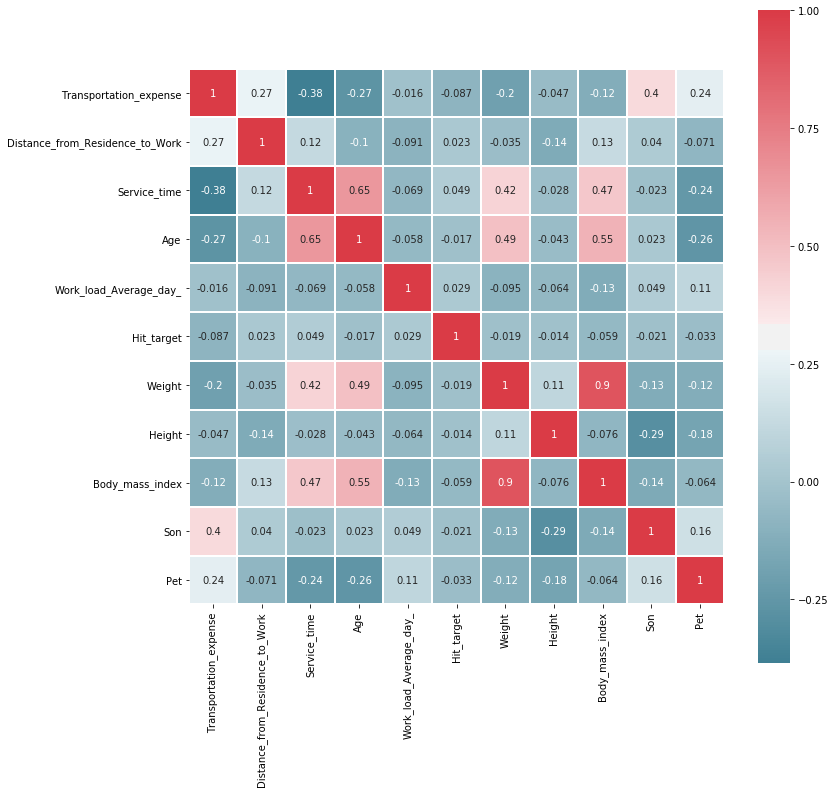 1.00
Transportation_expense 1 0.27 -0.38 -0.27 -0.016 -0.087 -0.2 -0.047 -0.12 0.4 0.24
0.75
Distance_from_Residence_to_Work 0.27 1 0.12 -0.1 -0.091 0.023 -0.035 -0.14 0.13 0.04 -0.071
Service_time -0.38 0.12 1 0.65 -0.069 0.049 0.42 -0.028 0.47 -0.023 -0.24
Age -0.27 -0.1 0.65 1 -0.058 -0.017 0.49 -0.043 0.55 0.023 -0.26
0.50
Work_load_Average_day_ -0.016 -0.091 -0.069 -0.058 1 0.029 -0.095 -0.064 -0.13 0.049 0.11
Hit_target -0.087 0.023 0.049 -0.017 0.029 1 -0.019 -0.014 -0.059 -0.021 -0.033
0.25
Weight -0.2 -0.035 0.42 0.49 -0.095 -0.019 1 0.11 0.9 -0.13 -0.12
Height -0.047 -0.14 -0.028 -0.043 -0.064 -0.014 0.11 1 -0.076 -0.29 -0.18
0.00
Body_mass_index -0.12 0.13 0.47 0.55 -0.13 -0.059 0.9 -0.076 1 -0.14 -0.064
Son 0.4 0.04 -0.023 0.023 0.049 -0.021 -0.13 -0.29 -0.14 1 0.16
Pet 0.24 -0.071 -0.24 -0.26 0.11 -0.033 -0.12 -0.18 -0.064 0.16 1
−0.25
Transportation_expense
Distance_from_Residence_to_Work
Service_time
Age
Work_load_Average_day_
Hit_target
Weight
Height
Body_mass_index
Son
Pet